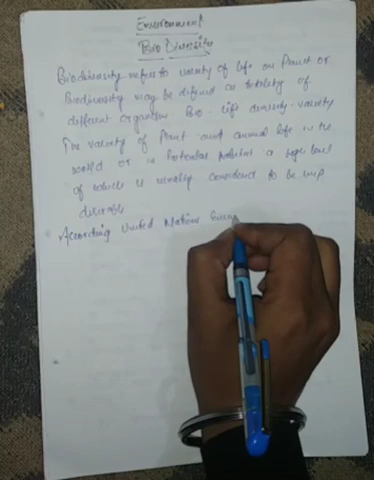 Environment
Bio Diversity
Biodiversity refers to variety of life on Planet or
Biodiversity may be defined as totality of
different organism Bio - life diversity - variety
The variety of Plant and animal life in the
world or in Particular habitat a high level
of which is usually considered to be imp
desirable
According United Nations